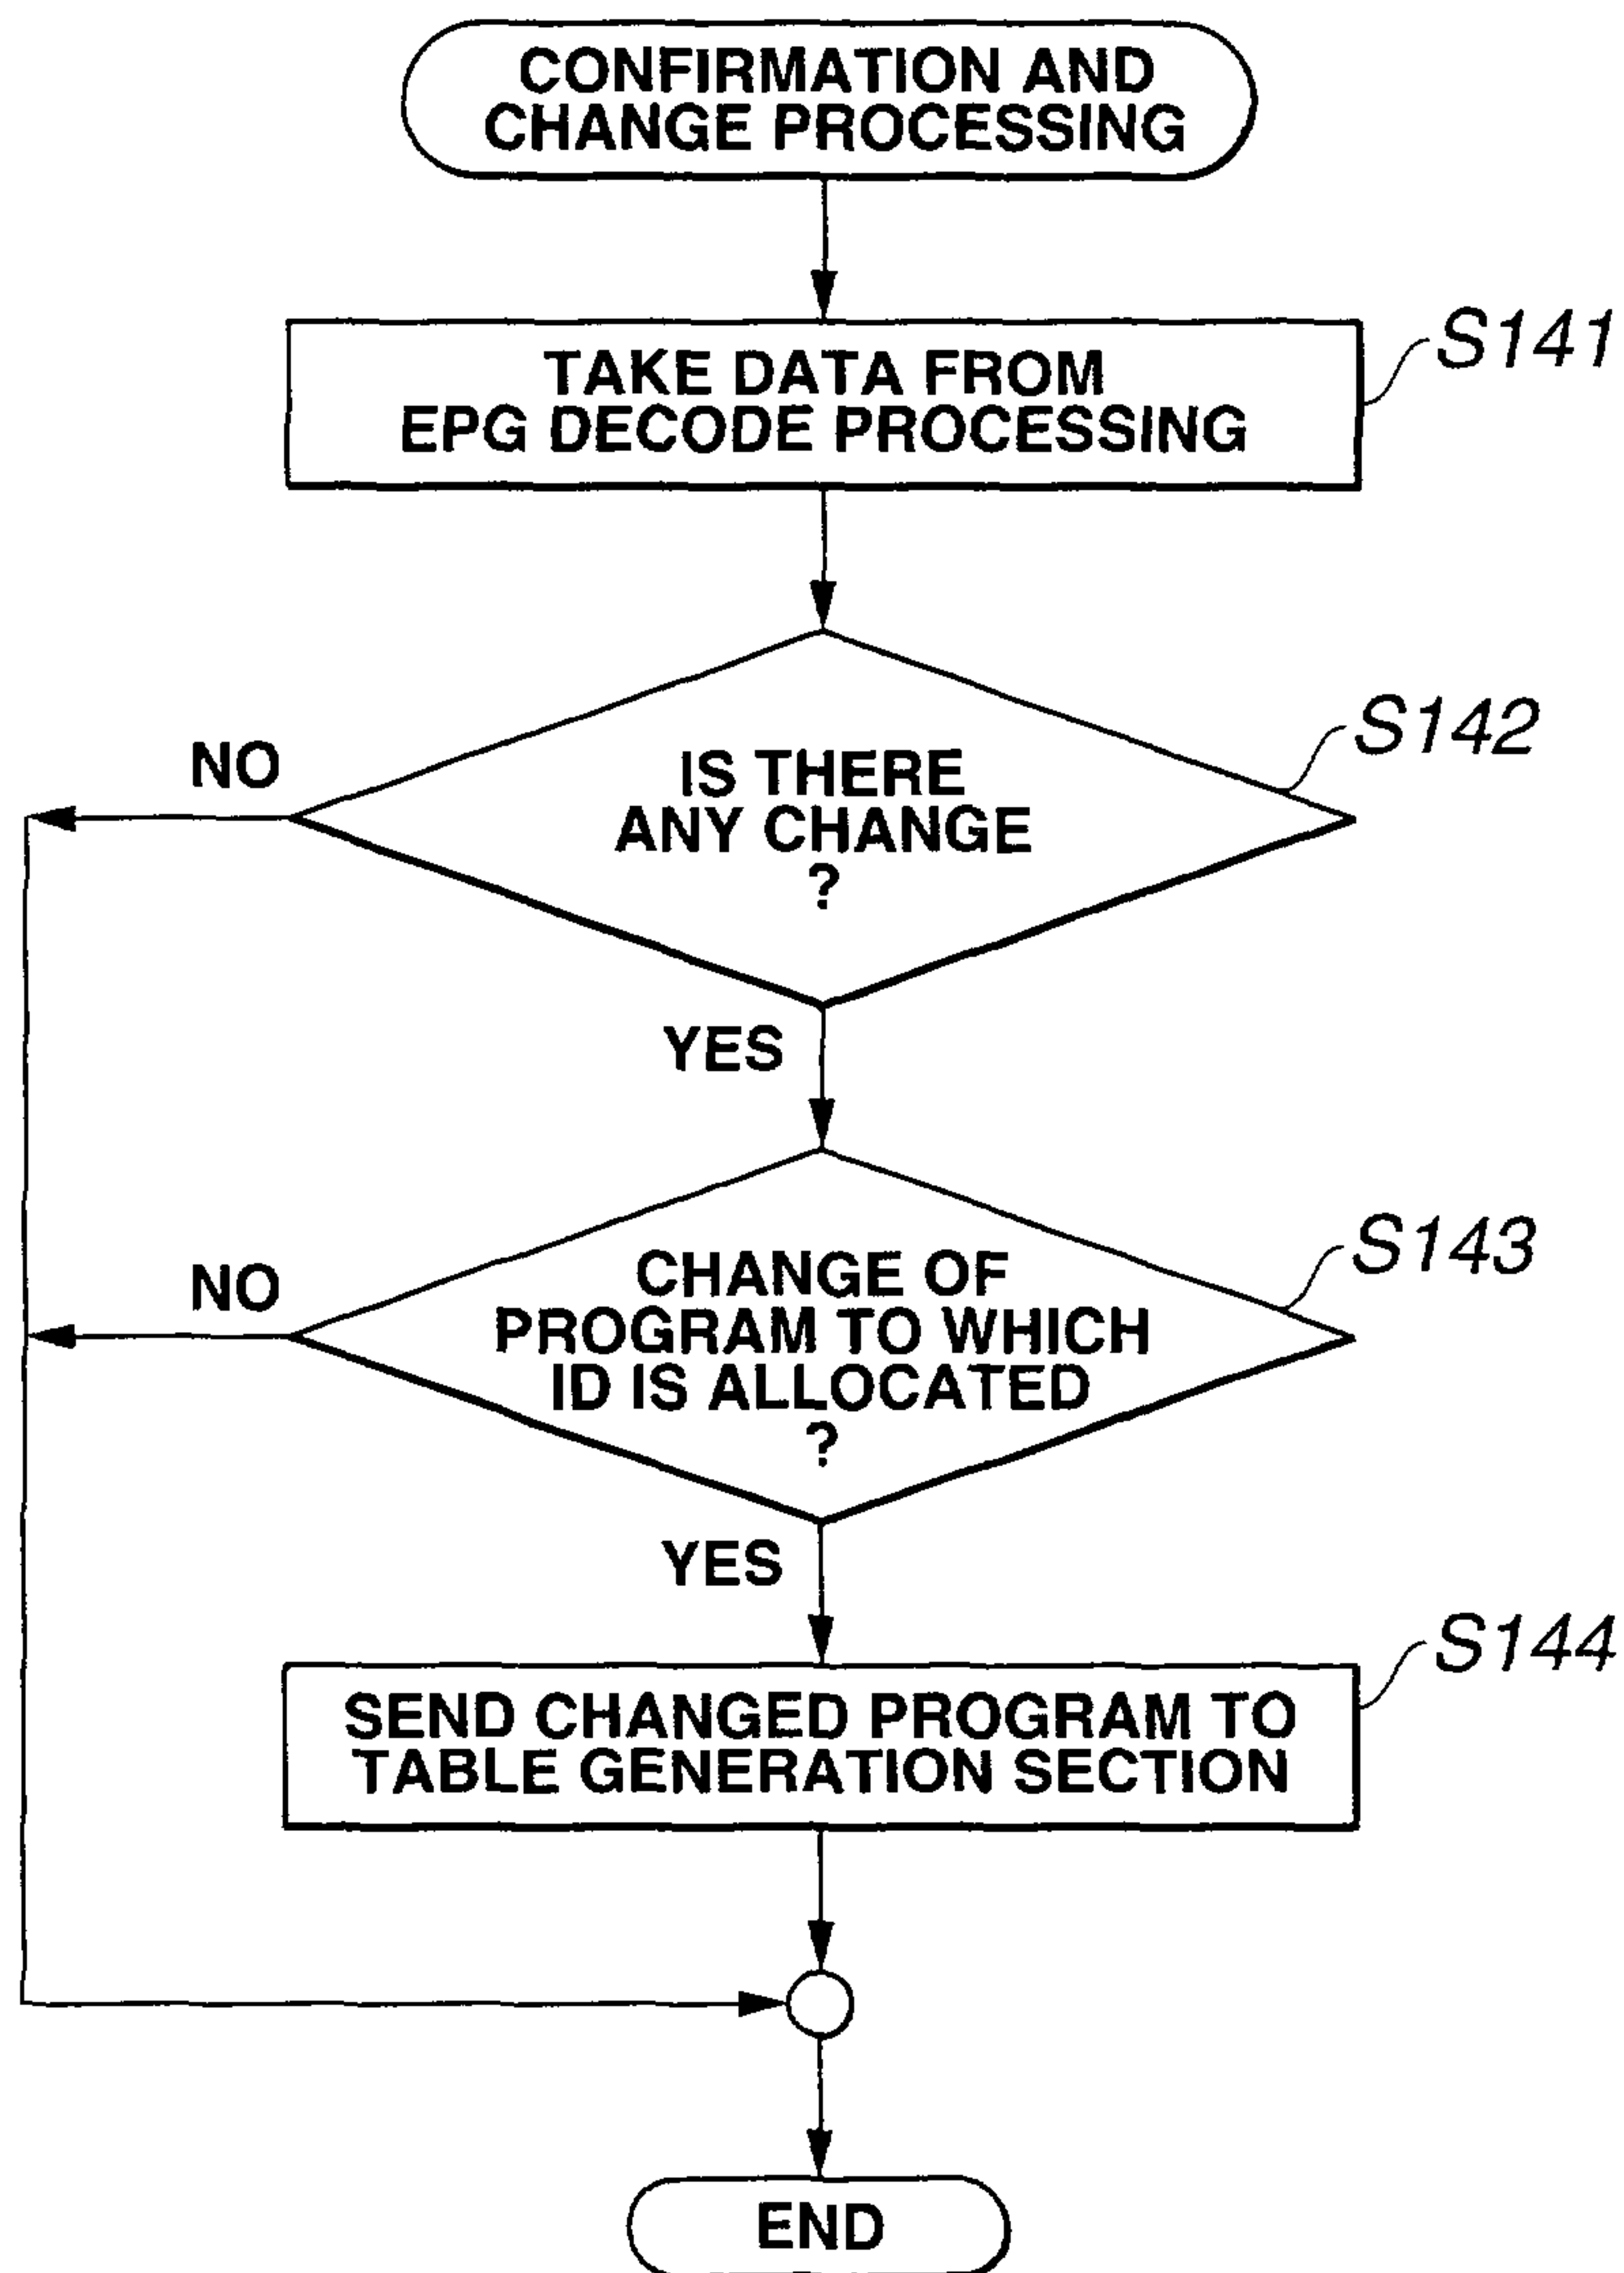 CONFIRMATION AND
CHANGE PROCESSING
S141
TAKE DATA FROM
EPG DECODE PROCESSING
S142
NO
IS THERE
ANY CHANGE
?
YES
S143
NO
CHANGE OF
PROGRAM TO WHICH
ID IS ALLOCATED
?
YES
S144
SEND CHANGED PROGRAM TO
TABLE GENERATION SECTION
END